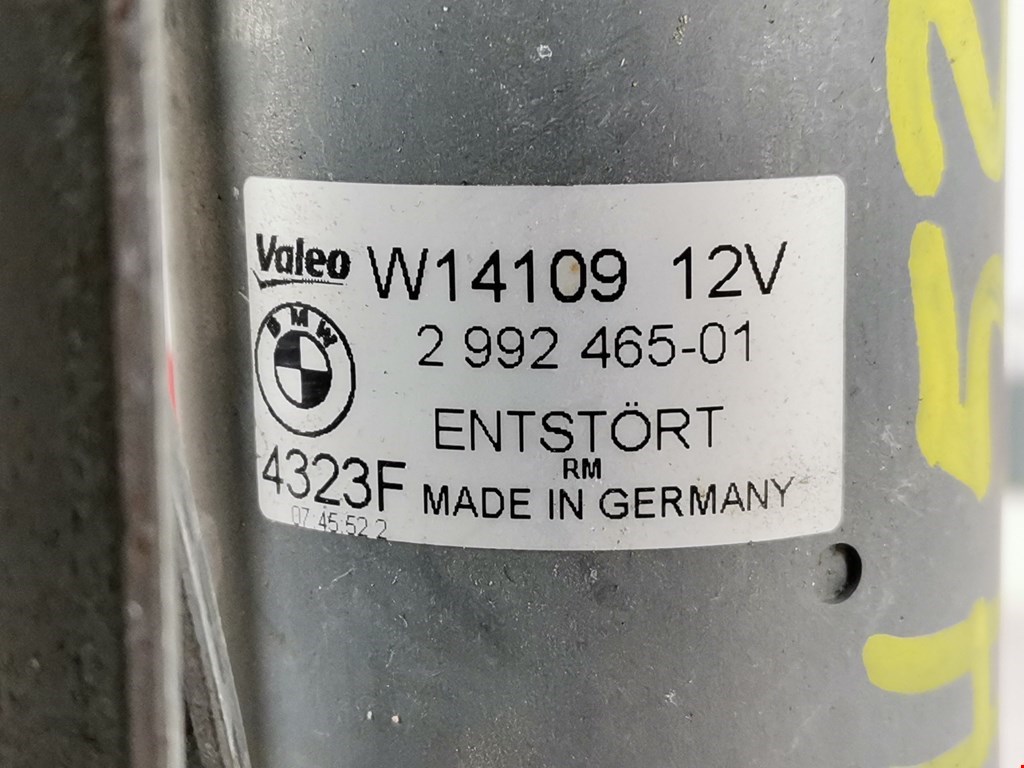 Valeo W14109 12V
BMW 2 992 465-01
ENTSTÖRT
RM
4323F MADE IN GERMANY
07:45:52 2